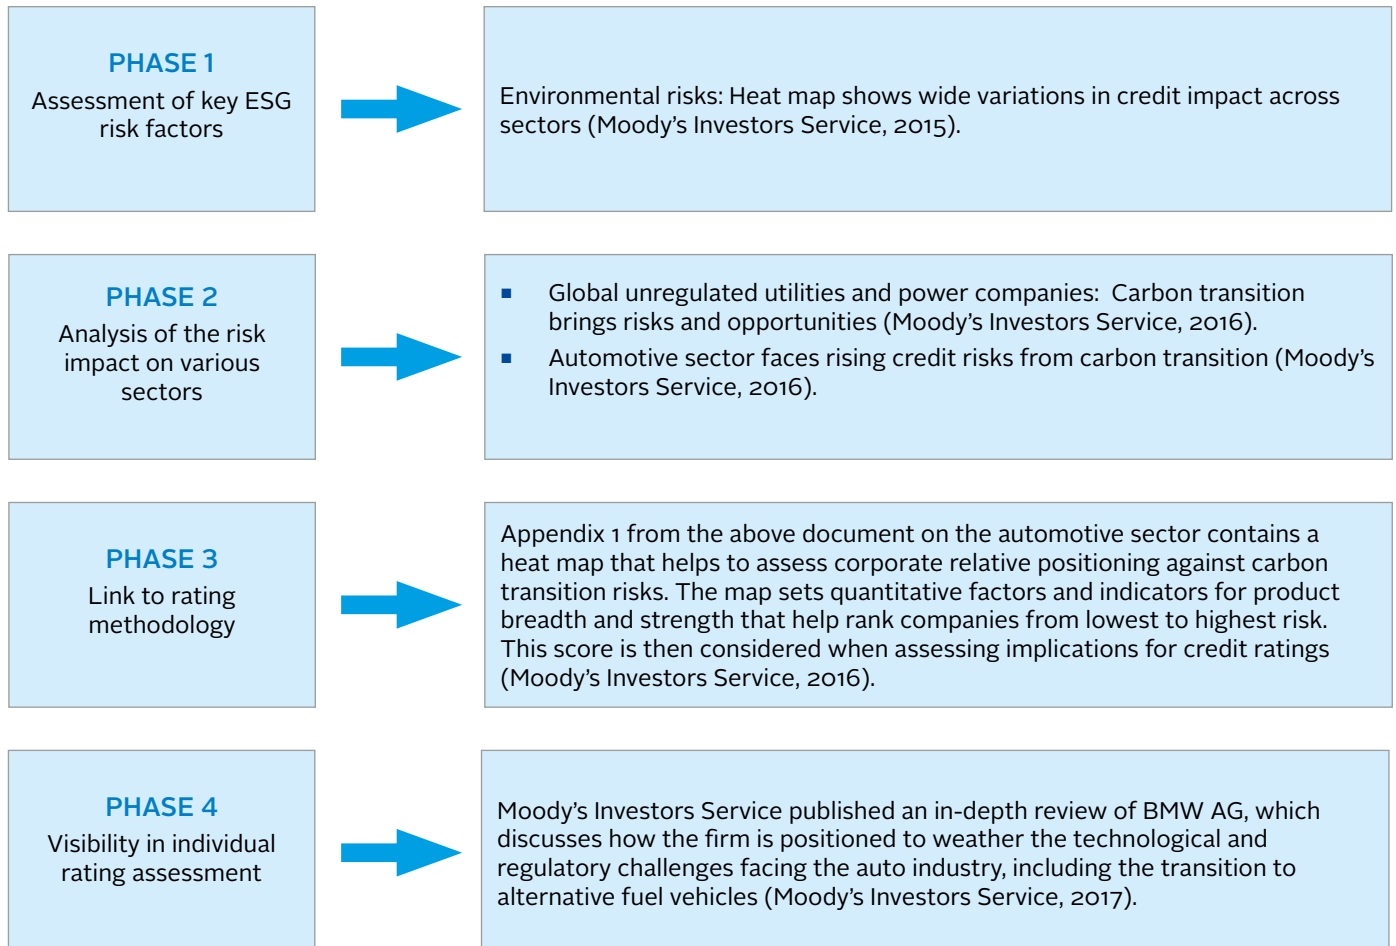 PHASE 1
Assessment of key ESG
risk factors
Environmental risks: Heat map shows wide variations in credit impact across
sectors (Moody’s Investors Service, 2015).
PHASE 2
Analysis of the risk
impact on various
sectors
▪ Global unregulated utilities and power companies: Carbon transition
brings risks and opportunities (Moody’s Investors Service, 2016).
▪ Automotive sector faces rising credit risks from carbon transition (Moody’s
Investors Service, 2016).
PHASE 3
Link to rating
methodology
Appendix 1 from the above document on the automotive sector contains a
heat map that helps to assess corporate relative positioning against carbon
transition risks. The map sets quantitative factors and indicators for product
breadth and strength that help rank companies from lowest to highest risk.
This score is then considered when assessing implications for credit ratings
(Moody’s Investors Service, 2016).
PHASE 4
Visibility in individual
rating assessment
Moody’s Investors Service published an in-depth review of BMW AG, which
discusses how the firm is positioned to weather the technological and
regulatory challenges facing the auto industry, including the transition to
alternative fuel vehicles (Moody’s Investors Service, 2017).